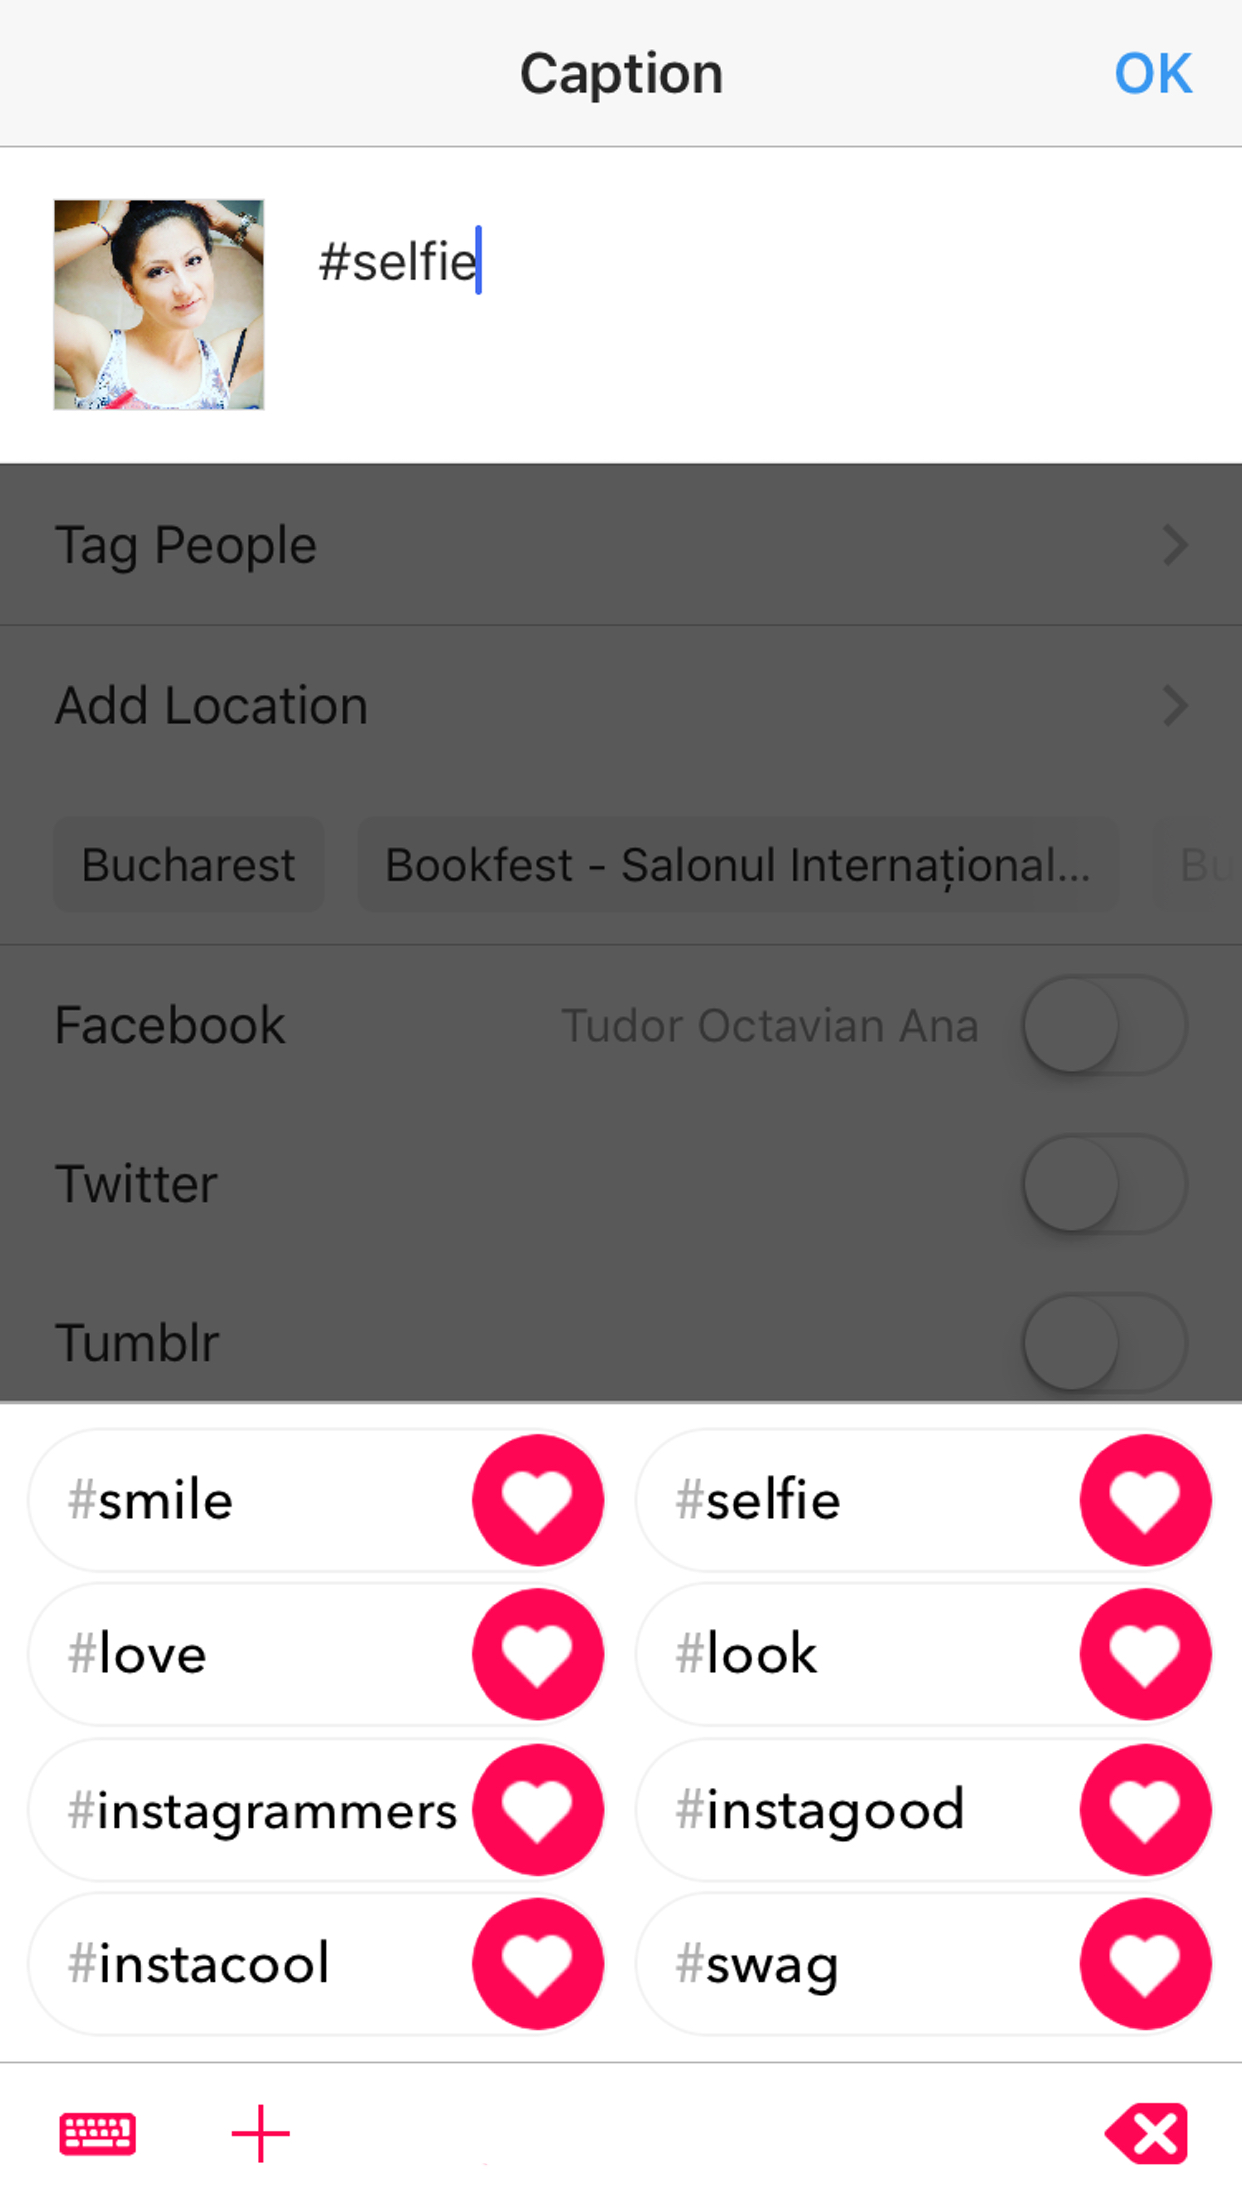 Caption OK
#selfie
Tag People
Add Location
Bucharest Bookfest - Salonul Internațional... Bu
Facebook Tudor Octavian Ana
Twitter
Tumblr
#smile #selfie
#love #look
#instagrammers #instagood
#instacool #swag